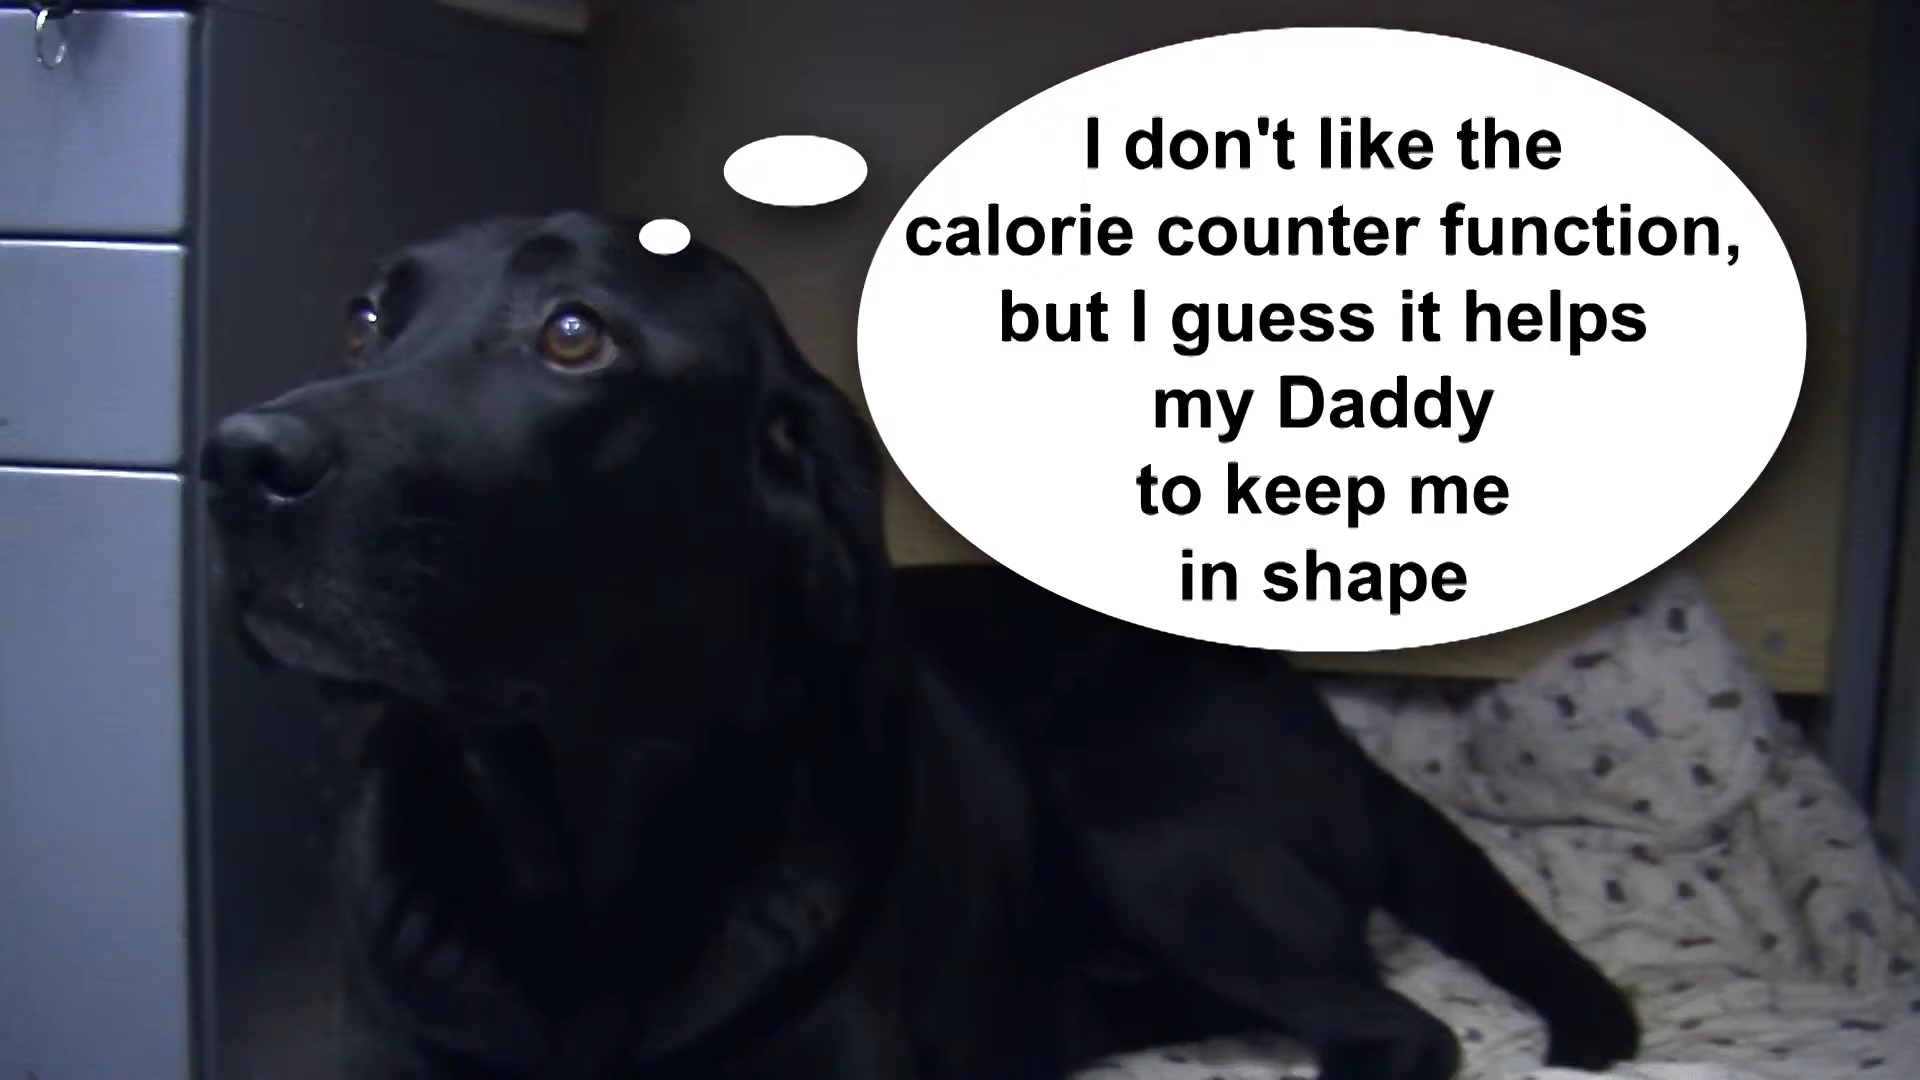 I don't like the
calorie counter function,
but I guess it helps
my Daddy
to keep me
in shape